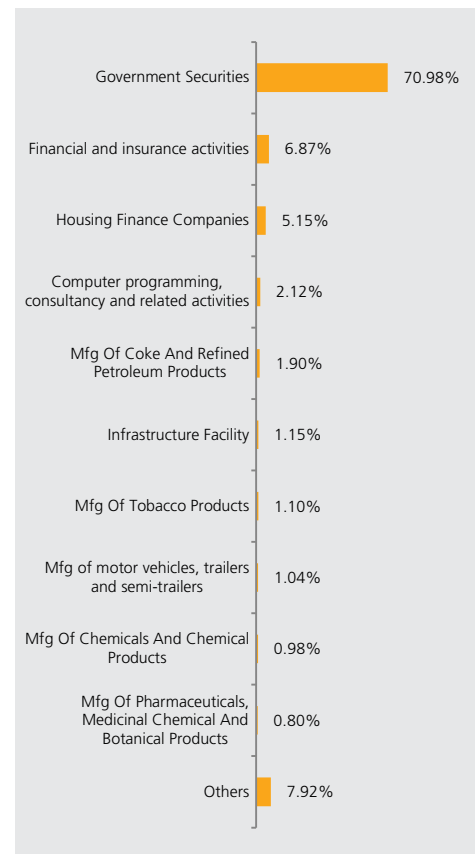 Government Securities 70.98%
Financial and insurance activities 6.87%
Housing Finance Companies 5.15%
Computer programming,
consultancy and related activities 2.12%
Mfg Of Coke And Refined
Petroleum Products 1.90%
Infrastructure Facility 1.15%
Mfg Of Tobacco Products 1.10%
Mfg of motor vehicles, trailers
and semi-trailers 1.04%
Mfg Of Chemicals And Chemical
Products 0.98%
Mfg Of Pharmaceuticals,
Medicinal Chemical And
Botanical Products 0.80%
Others 7.92%